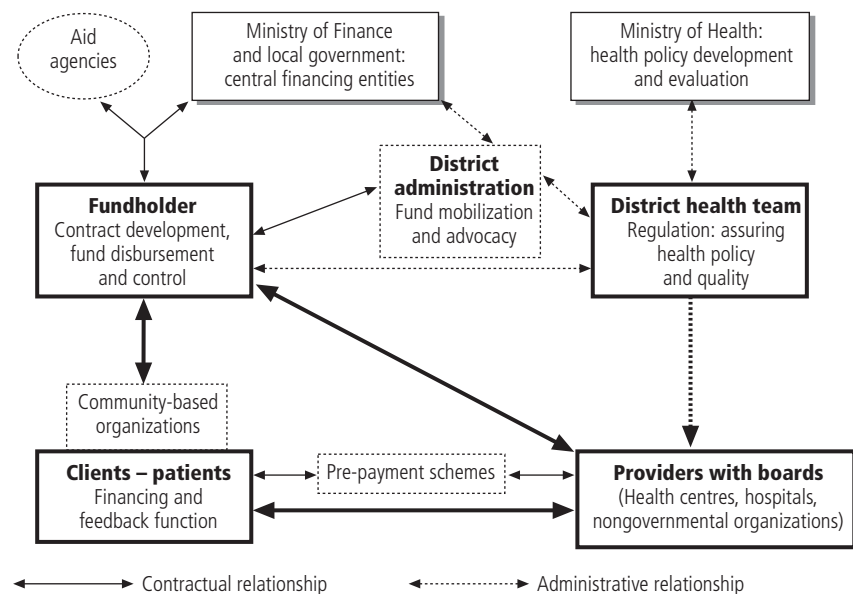 Aid
agencies
Ministry of Finance
and local government:
central financing entities
Ministry of Health:
health policy development
and evaluation
District
administration
Fund mobilization
and advocacy
Fundholder
Contract development,
fund disbursement
and control
District health team
Regulation: assuring
health policy
and quality
Community-based
organizations
Clients – patients
Financing and
feedback function
Pre-payment schemes
Providers with boards
(Health centres, hospitals,
nongovernmental organizations)
Contractual relationship
Administrative relationship